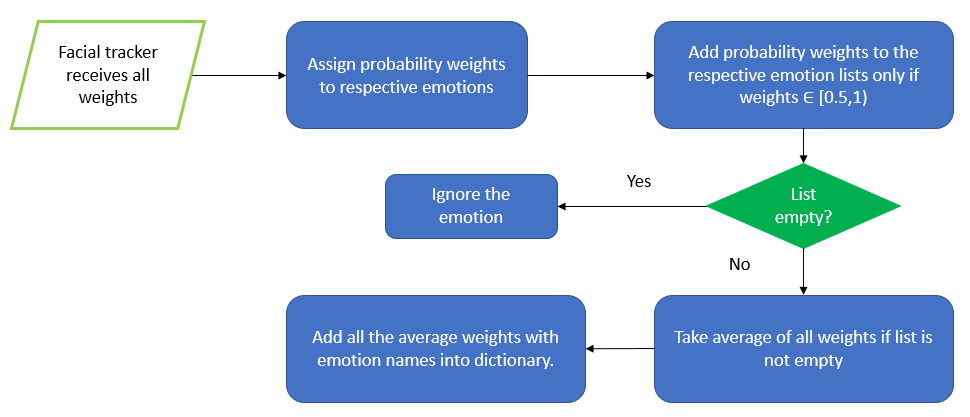 Facial tracker
receives all
weights
Assign probability weights
to respective emotions
Add probability weights to the
respective emotion lists only if
weights ∈ [0.5,1)
List
empty?
Yes
Ignore the
emotion
No
Take average of all weights if list is
not empty
Add all the average weights with
emotion names into dictionary.